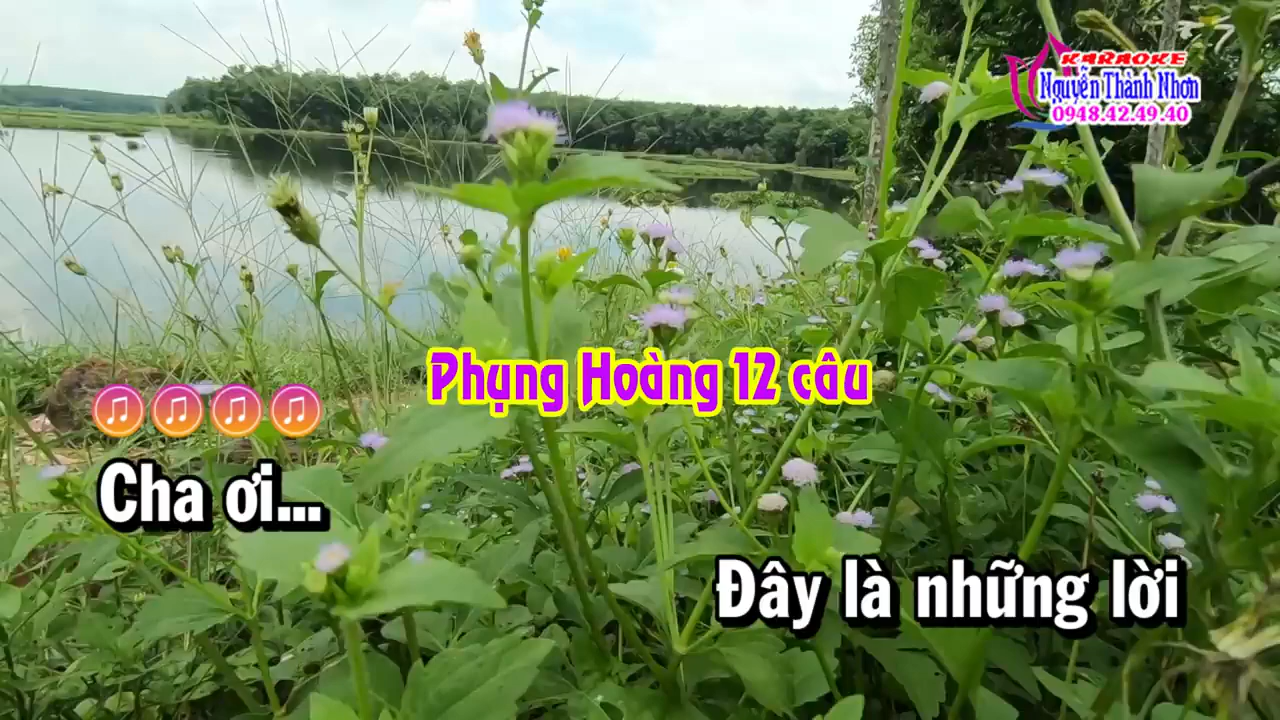 KARAOKE
Nguyễn Thành Nhơn
0948.42.49.40
Phụng Hoàng 12 câu
Cha ơi...
Đây là những lời